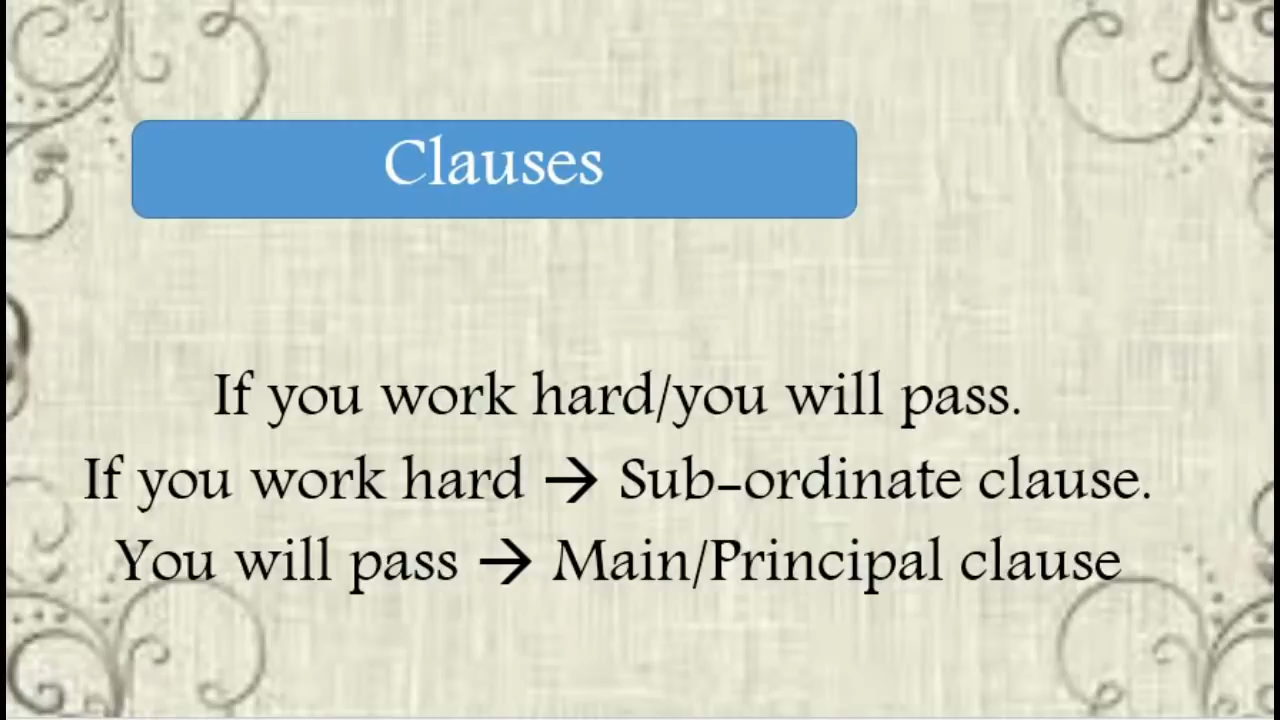 Clauses
If you work hard/you will pass.
If you work hard → Sub-ordinate clause.
You will pass → Main/Principal clause